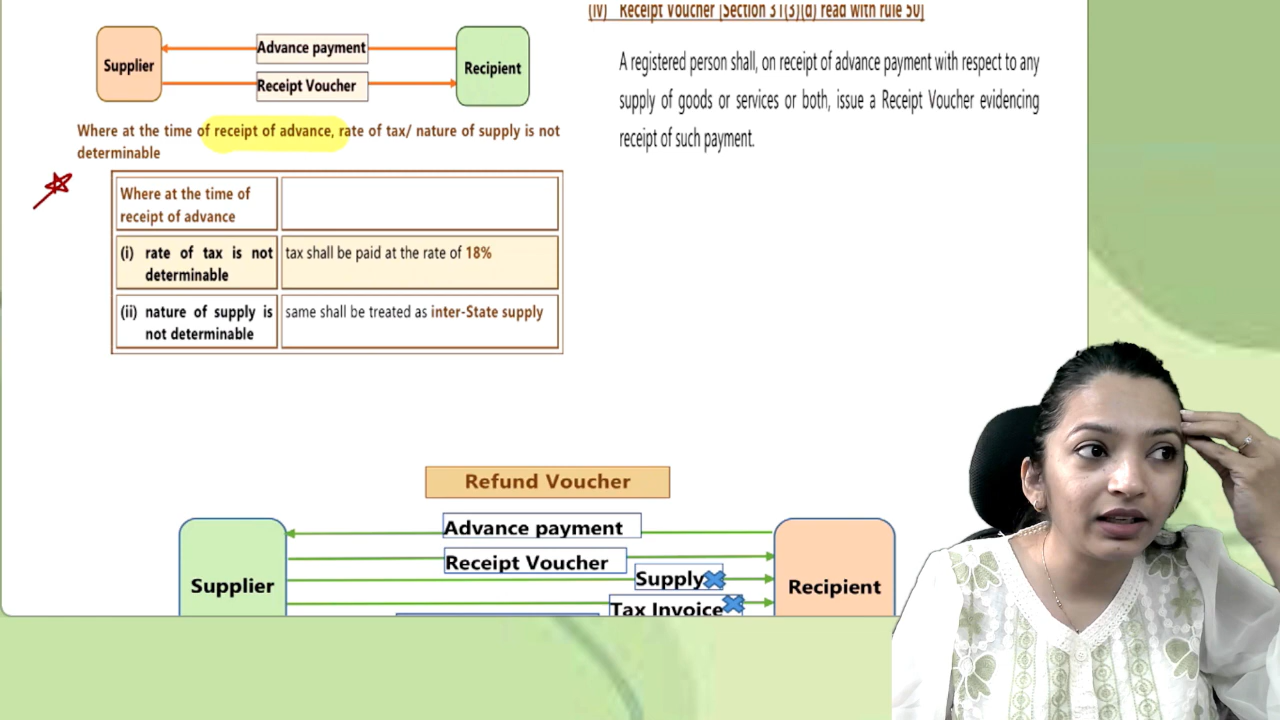 (iv) Receipt Voucher [Section 31(3)(d) read with rule 50]
Supplier
Advance payment
Receipt Voucher
Recipient
A registered person shall, on receipt of advance payment with respect to any
supply of goods or services or both, issue a Receipt Voucher evidencing
receipt of such payment.
Where at the time of receipt of advance, rate of tax/ nature of supply is not
determinable
Where at the time of
receipt of advance
(i) rate of tax is not
determinable
tax shall be paid at the rate of 18%
(ii) nature of supply is
not determinable
same shall be treated as inter-State supply
Refund Voucher
Supplier
Advance payment
Receipt Voucher
Supply
Tax Invoice
Recipient